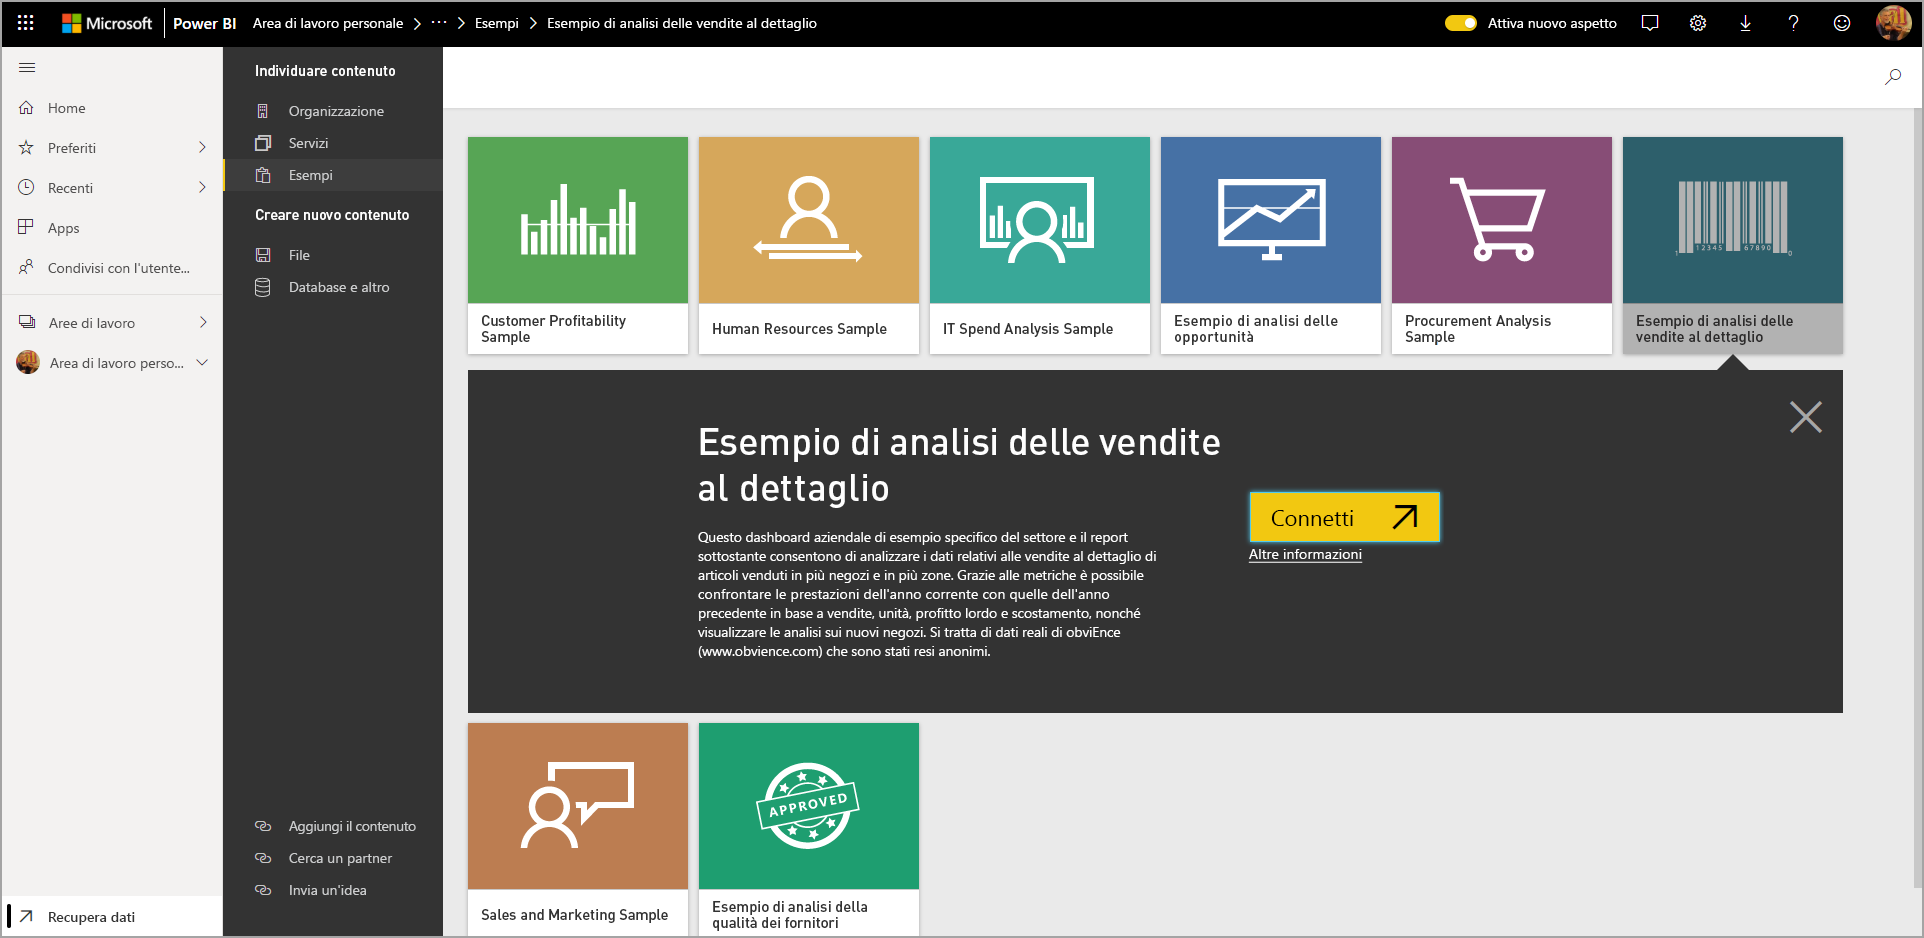 Microsoft Power BI Area di lavoro personale > ··· > Esempi > Esempio di analisi delle vendite al dettaglio
Attiva nuovo aspetto
Home
Preferiti
Recenti
Apps
Condivisi con l'utente...
Aree di lavoro
Area di lavoro perso...
Recupera dati
Individuare contenuto
Organizzazione
Servizi
Esempi
Creare nuovo contenuto
File
Database e altro
Aggiungi il contenuto
Cerca un partner
Invia un'idea
Customer Profitability
Sample
Human Resources Sample
IT Spend Analysis Sample
Esempio di analisi delle
opportunità
Procurement Analysis
Sample
1 12345 67890 0
Esempio di analisi delle
vendite al dettaglio
Esempio di analisi delle vendite
al dettaglio
Questo dashboard aziendale di esempio specifico del settore e il report
sottostante consentono di analizzare i dati relativi alle vendite al dettaglio di
articoli venduti in più negozi e in più zone. Grazie alle metriche è possibile
confrontare le prestazioni dell'anno corrente con quelle dell'anno
precedente in base a vendite, unità, profitto lordo e scostamento, nonché
visualizzare le analisi sui nuovi negozi. Si tratta di dati reali di obviEnce
(www.obvience.com) che sono stati resi anonimi.
Connetti
Altre informazioni
Sales and Marketing Sample
APPROVED
Esempio di analisi della
qualità dei fornitori